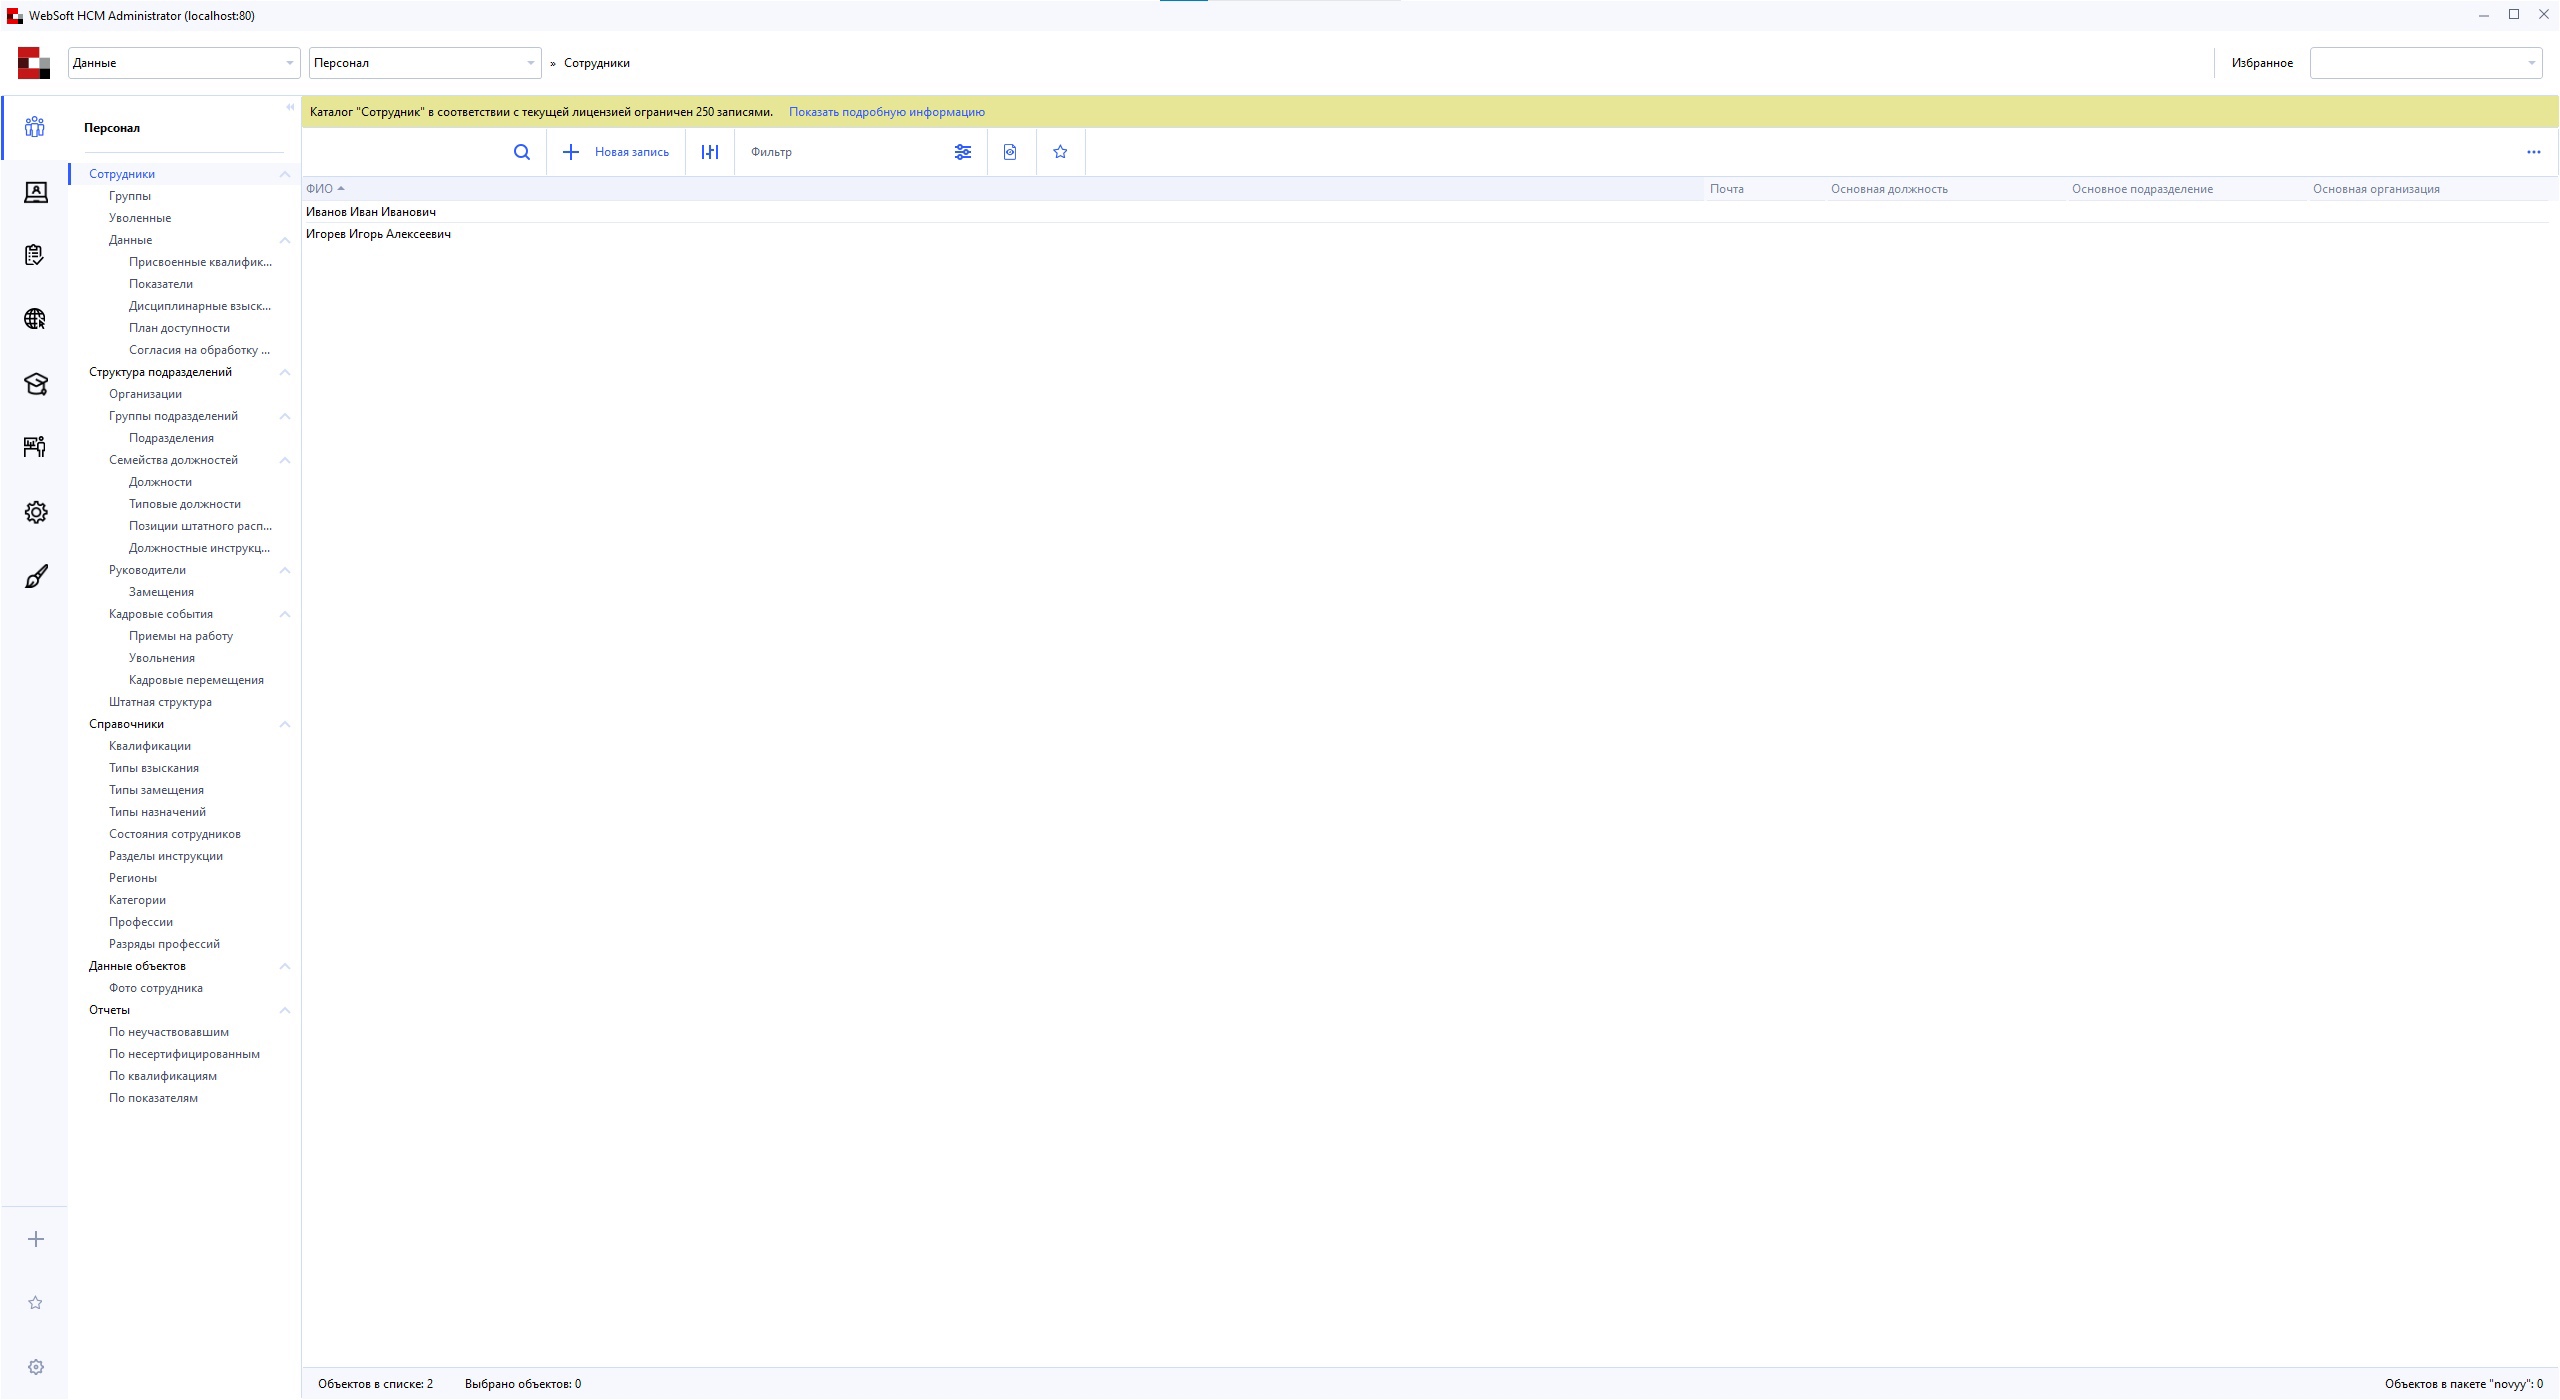 WebSoft HCM Administrator (localhost:80)
Данные Персонал » Сотрудники Избранное
Персонал
Сотрудники
Группы
Уволенные
Данные
Присвоенные квалифик...
Показатели
Дисциплинарные взыск...
План доступности
Согласия на обработку ...
Структура подразделений
Организации
Группы подразделений
Подразделения
Семейства должностей
Должности
Типовые должности
Позиции штатного расп...
Должностные инструкц...
Руководители
Замещения
Кадровые события
Приемы на работу
Увольнения
Кадровые перемещения
Штатная структура
Справочники
Квалификации
Типы взыскания
Типы замещения
Типы назначений
Состояния сотрудников
Разделы инструкции
Регионы
Категории
Профессии
Разряды профессий
Данные объектов
Фото сотрудника
Отчеты
По неучаствовавшим
По несертифицированным
По квалификациям
По показателям
Каталог "Сотрудник" в соответствии с текущей лицензией ограничен 250 записями. Показать подробную информацию
Новая запись Фильтр
ФИО Почта Основная должность Основное подразделение Основная организация
Иванов Иван Иванович
Игорев Игорь Алексеевич
Объектов в списке: 2 Выбрано объектов: 0 Объектов в пакете "novyy": 0